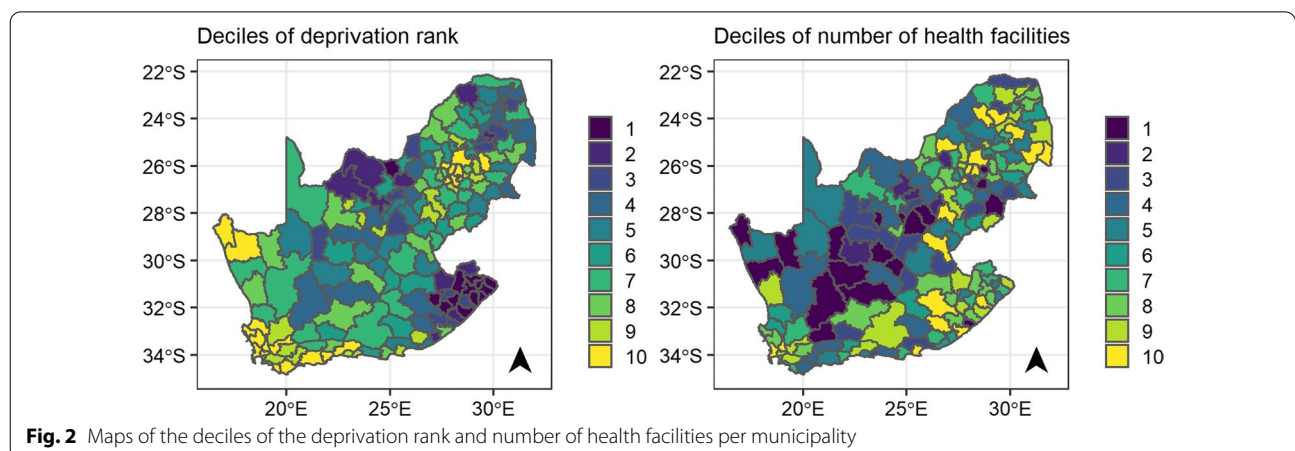 Deciles of deprivation rank
22°S
24°S
26°S
28°S
30°S
32°S
34°S
20°E 25°E 30°E
1
2
3
4
5
6
7
8
9
10
Deciles of number of health facilities
22°S
24°S
26°S
28°S
30°S
32°S
34°S
20°E 25°E 30°E
1
2
3
4
5
6
7
8
9
10
Fig. 2 Maps of the deciles of the deprivation rank and number of health facilities per municipality